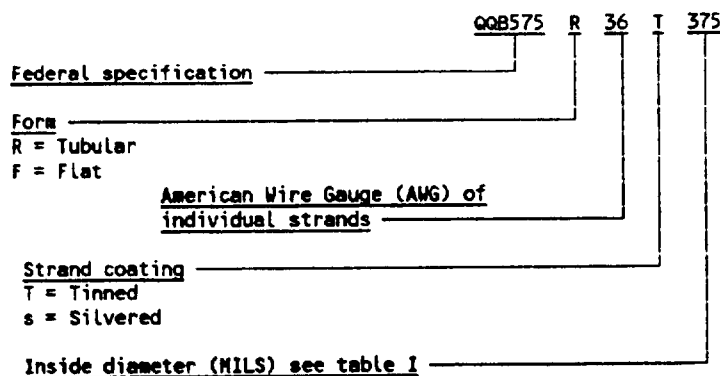 QQB575 R 36 T 375
Federal specification
Form
R = Tubular
F = Flat
American Wire Gauge (AWG) of
individual strands
Strand coating
T = Tinned
s = Silvered
Inside diameter (MILS) see table I